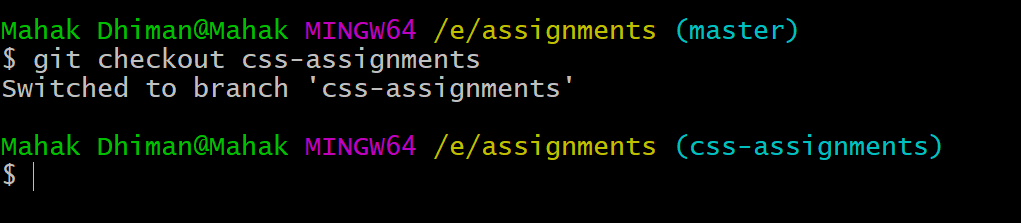 Mahak Dhiman@Mahak MINGW64 /e/assignments (master)
$ git checkout css-assignments
Switched to branch 'css-assignments'
Mahak Dhiman@Mahak MINGW64 /e/assignments (css-assignments)
$